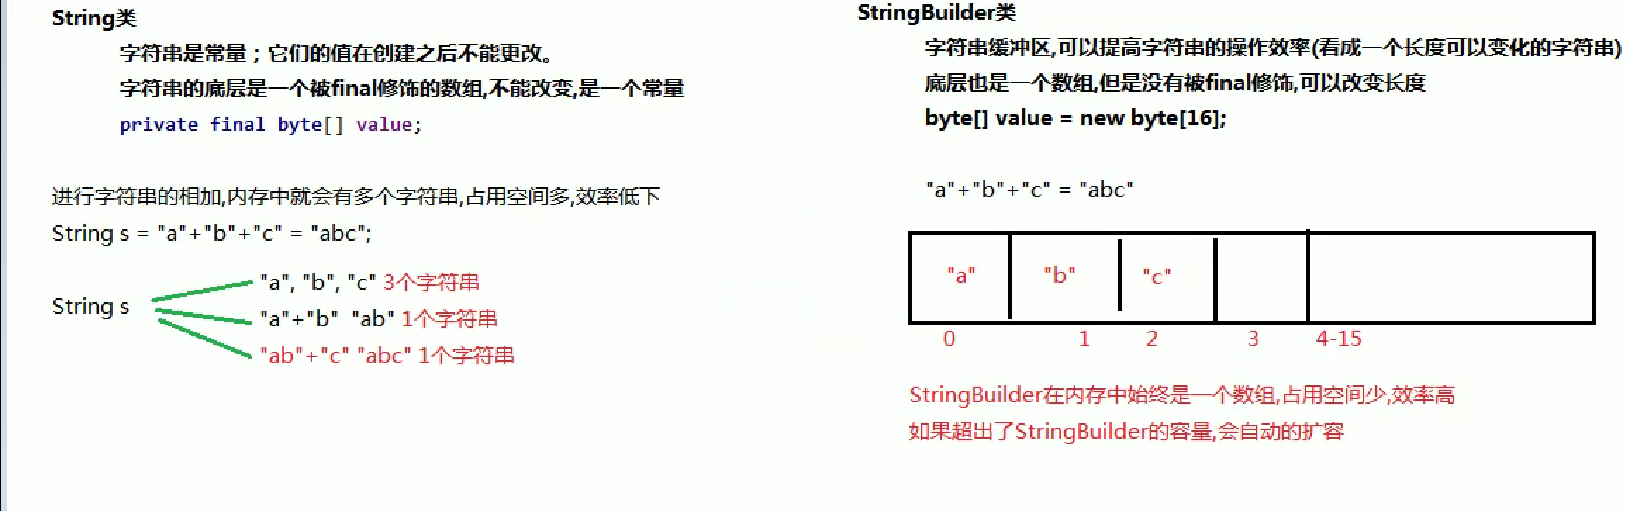 String类
字符串是常量；它们的值在创建之后不能更改。
字符串的底层是一个被final修饰的数组,不能改变,是一个常量
private final byte[] value;
进行字符串的相加,内存中就会有多个字符串,占用空间多,效率低下
String s = "a"+"b"+"c" = "abc";
String s
"a", "b", "c" 3个字符串
"a"+"b" "ab" 1个字符串
"ab"+"c" "abc" 1个字符串
StringBuilder类
字符串缓冲区,可以提高字符串的操作效率(看成一个长度可以变化的字符串)
底层也是一个数组,但是没有被final修饰,可以改变长度
byte[] value = new byte[16];
"a"+"b"+"c" = "abc"
"a" "b" "c"
0 1 2 3 4-15
StringBuilder在内存中始终是一个数组,占用空间少,效率高
如果超出了StringBuilder的容量,会自动的扩容